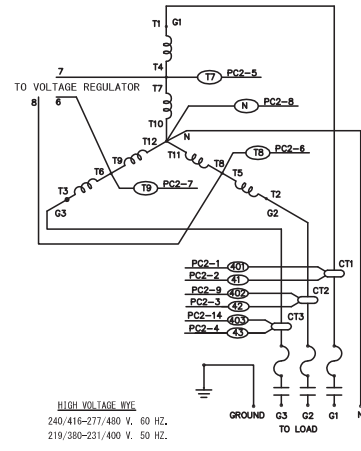 T1 G1
T4
7
T7 PC2-5
TO VOLTAGE REGULATOR
T7
8 6
N PC2-8
T10
N
T12
T11
T8 PC2-6
T9
T8
T6
T5
T3
T9 PC2-7
T2
G3
G2
PC2-1 401
CT1
PC2-2 41
PC2-9 402
CT2
PC2-3 42
PC2-14 403
CT3
PC2-4 43
HIGH VOLTAGE WYE
240/416-277/480 V. 60 HZ.
219/380-231/400 V. 50 HZ.
GROUND G3 G2 G1 N
TO LOAD